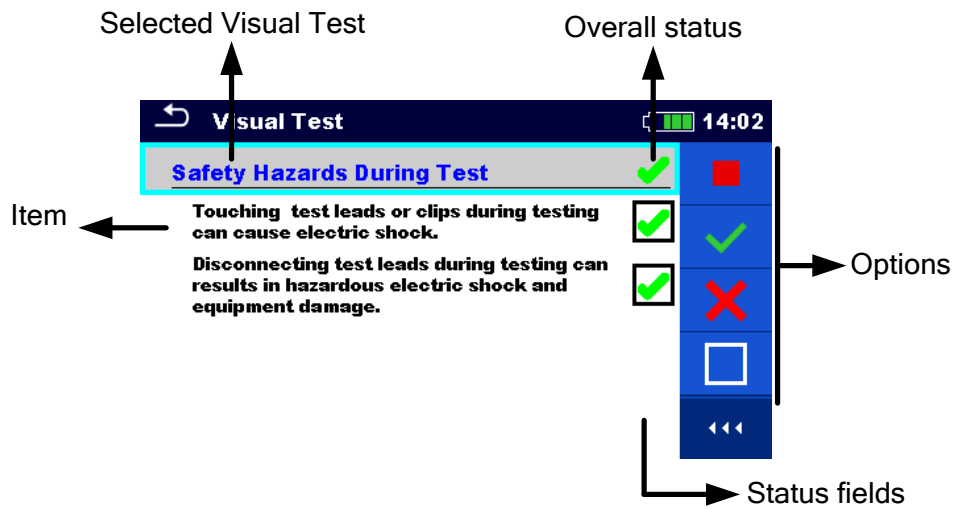 Selected Visual Test
Overall status
Visual Test
14:02
Safety Hazards During Test
Item
Touching test leads or clips during testing
can cause electric shock.
Disconnecting test leads during testing can
results in hazardous electric shock and
equipment damage.
Options
Status fields